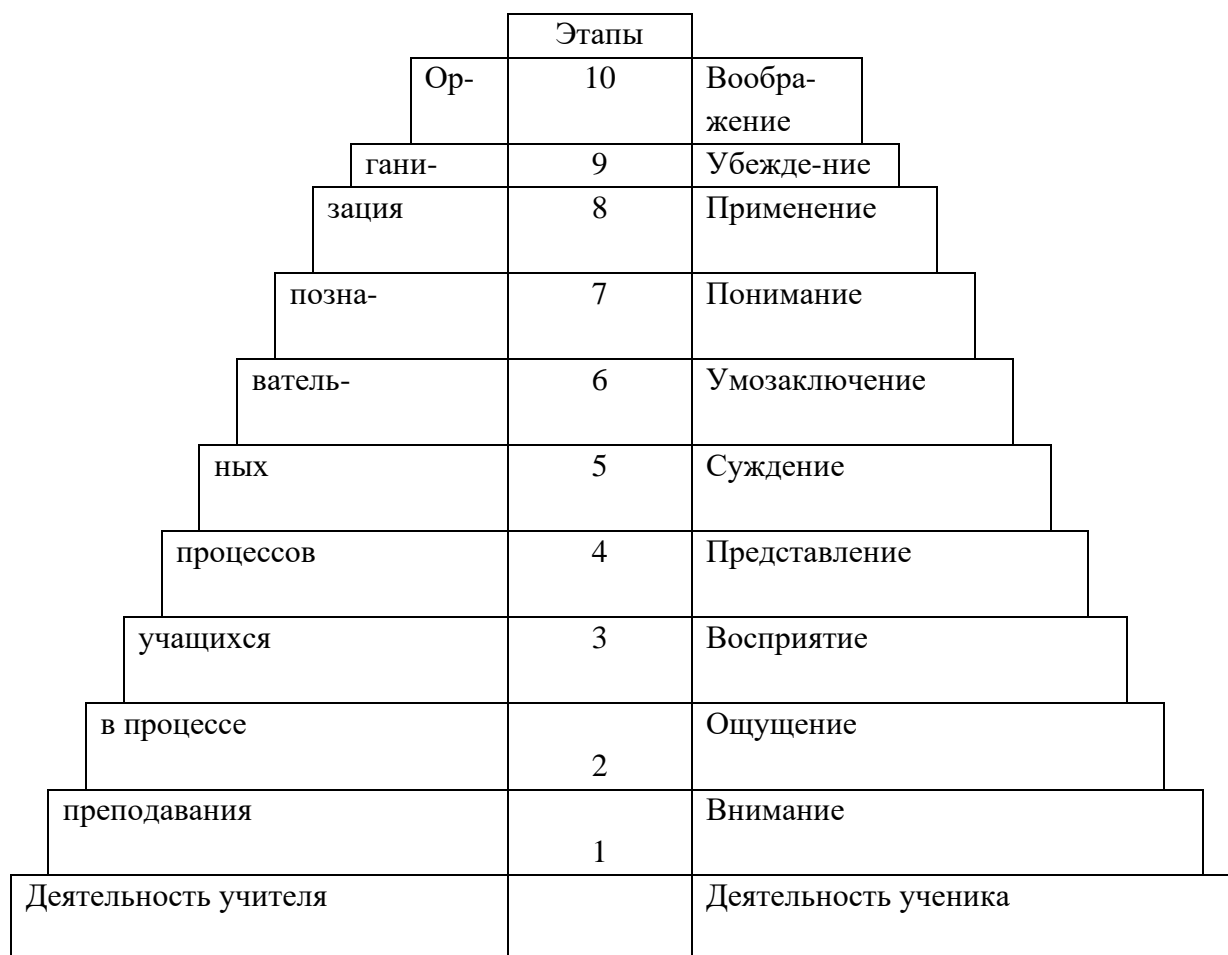 Этапы
Ор- 10 Вообра-
жение
гани- 9 Убежде-ние
зация 8 Применение
позна- 7 Понимание
ватель- 6 Умозаключение
ных 5 Суждение
процессов 4 Представление
учащихся 3 Восприятие
в процессе Ощущение
2
преподавания Внимание
1
Деятельность учителя Деятельность ученика